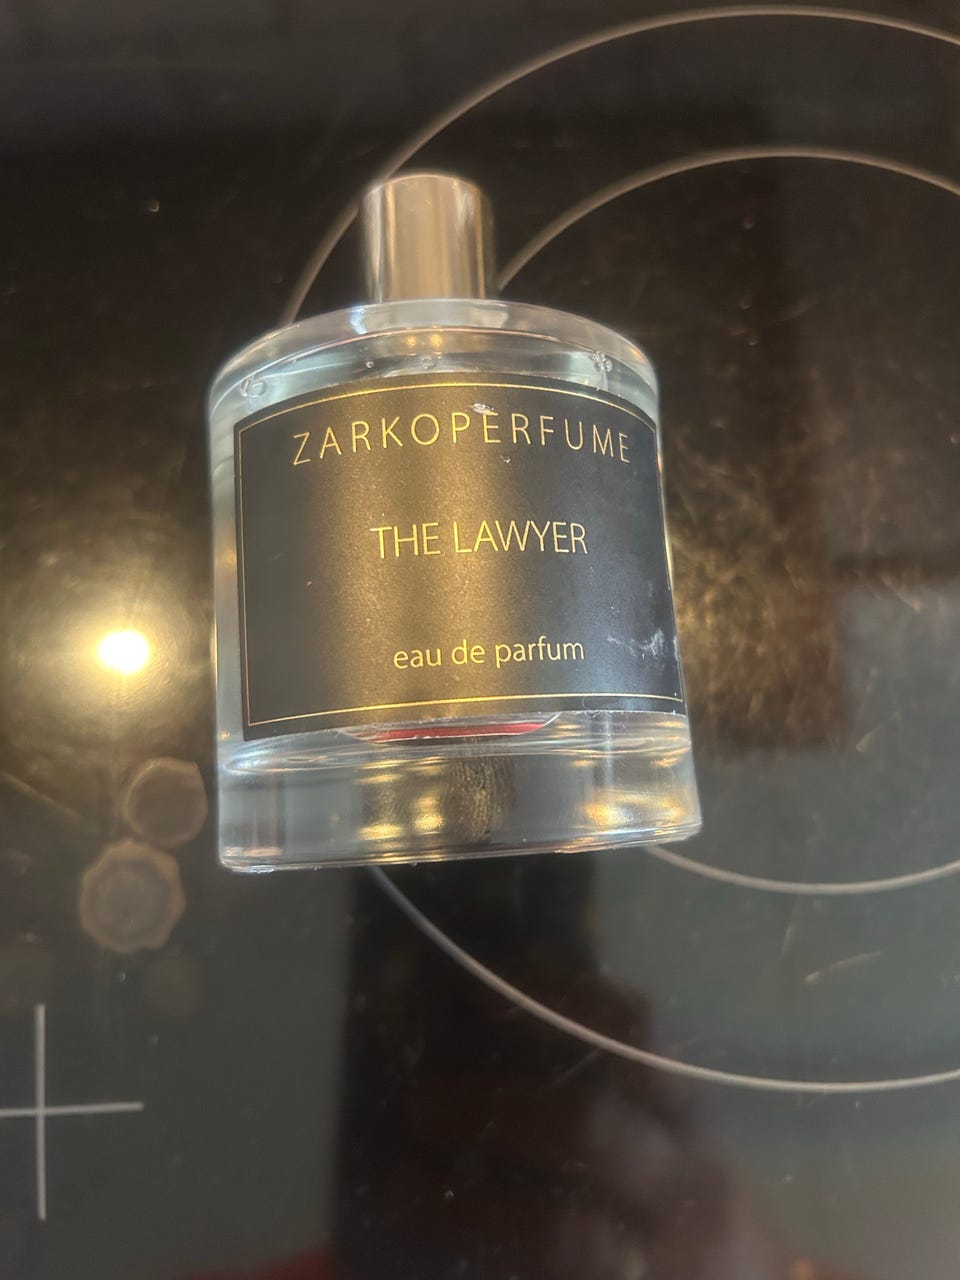 ZARKOPERFUME
THE LAWYER
eau de parfum